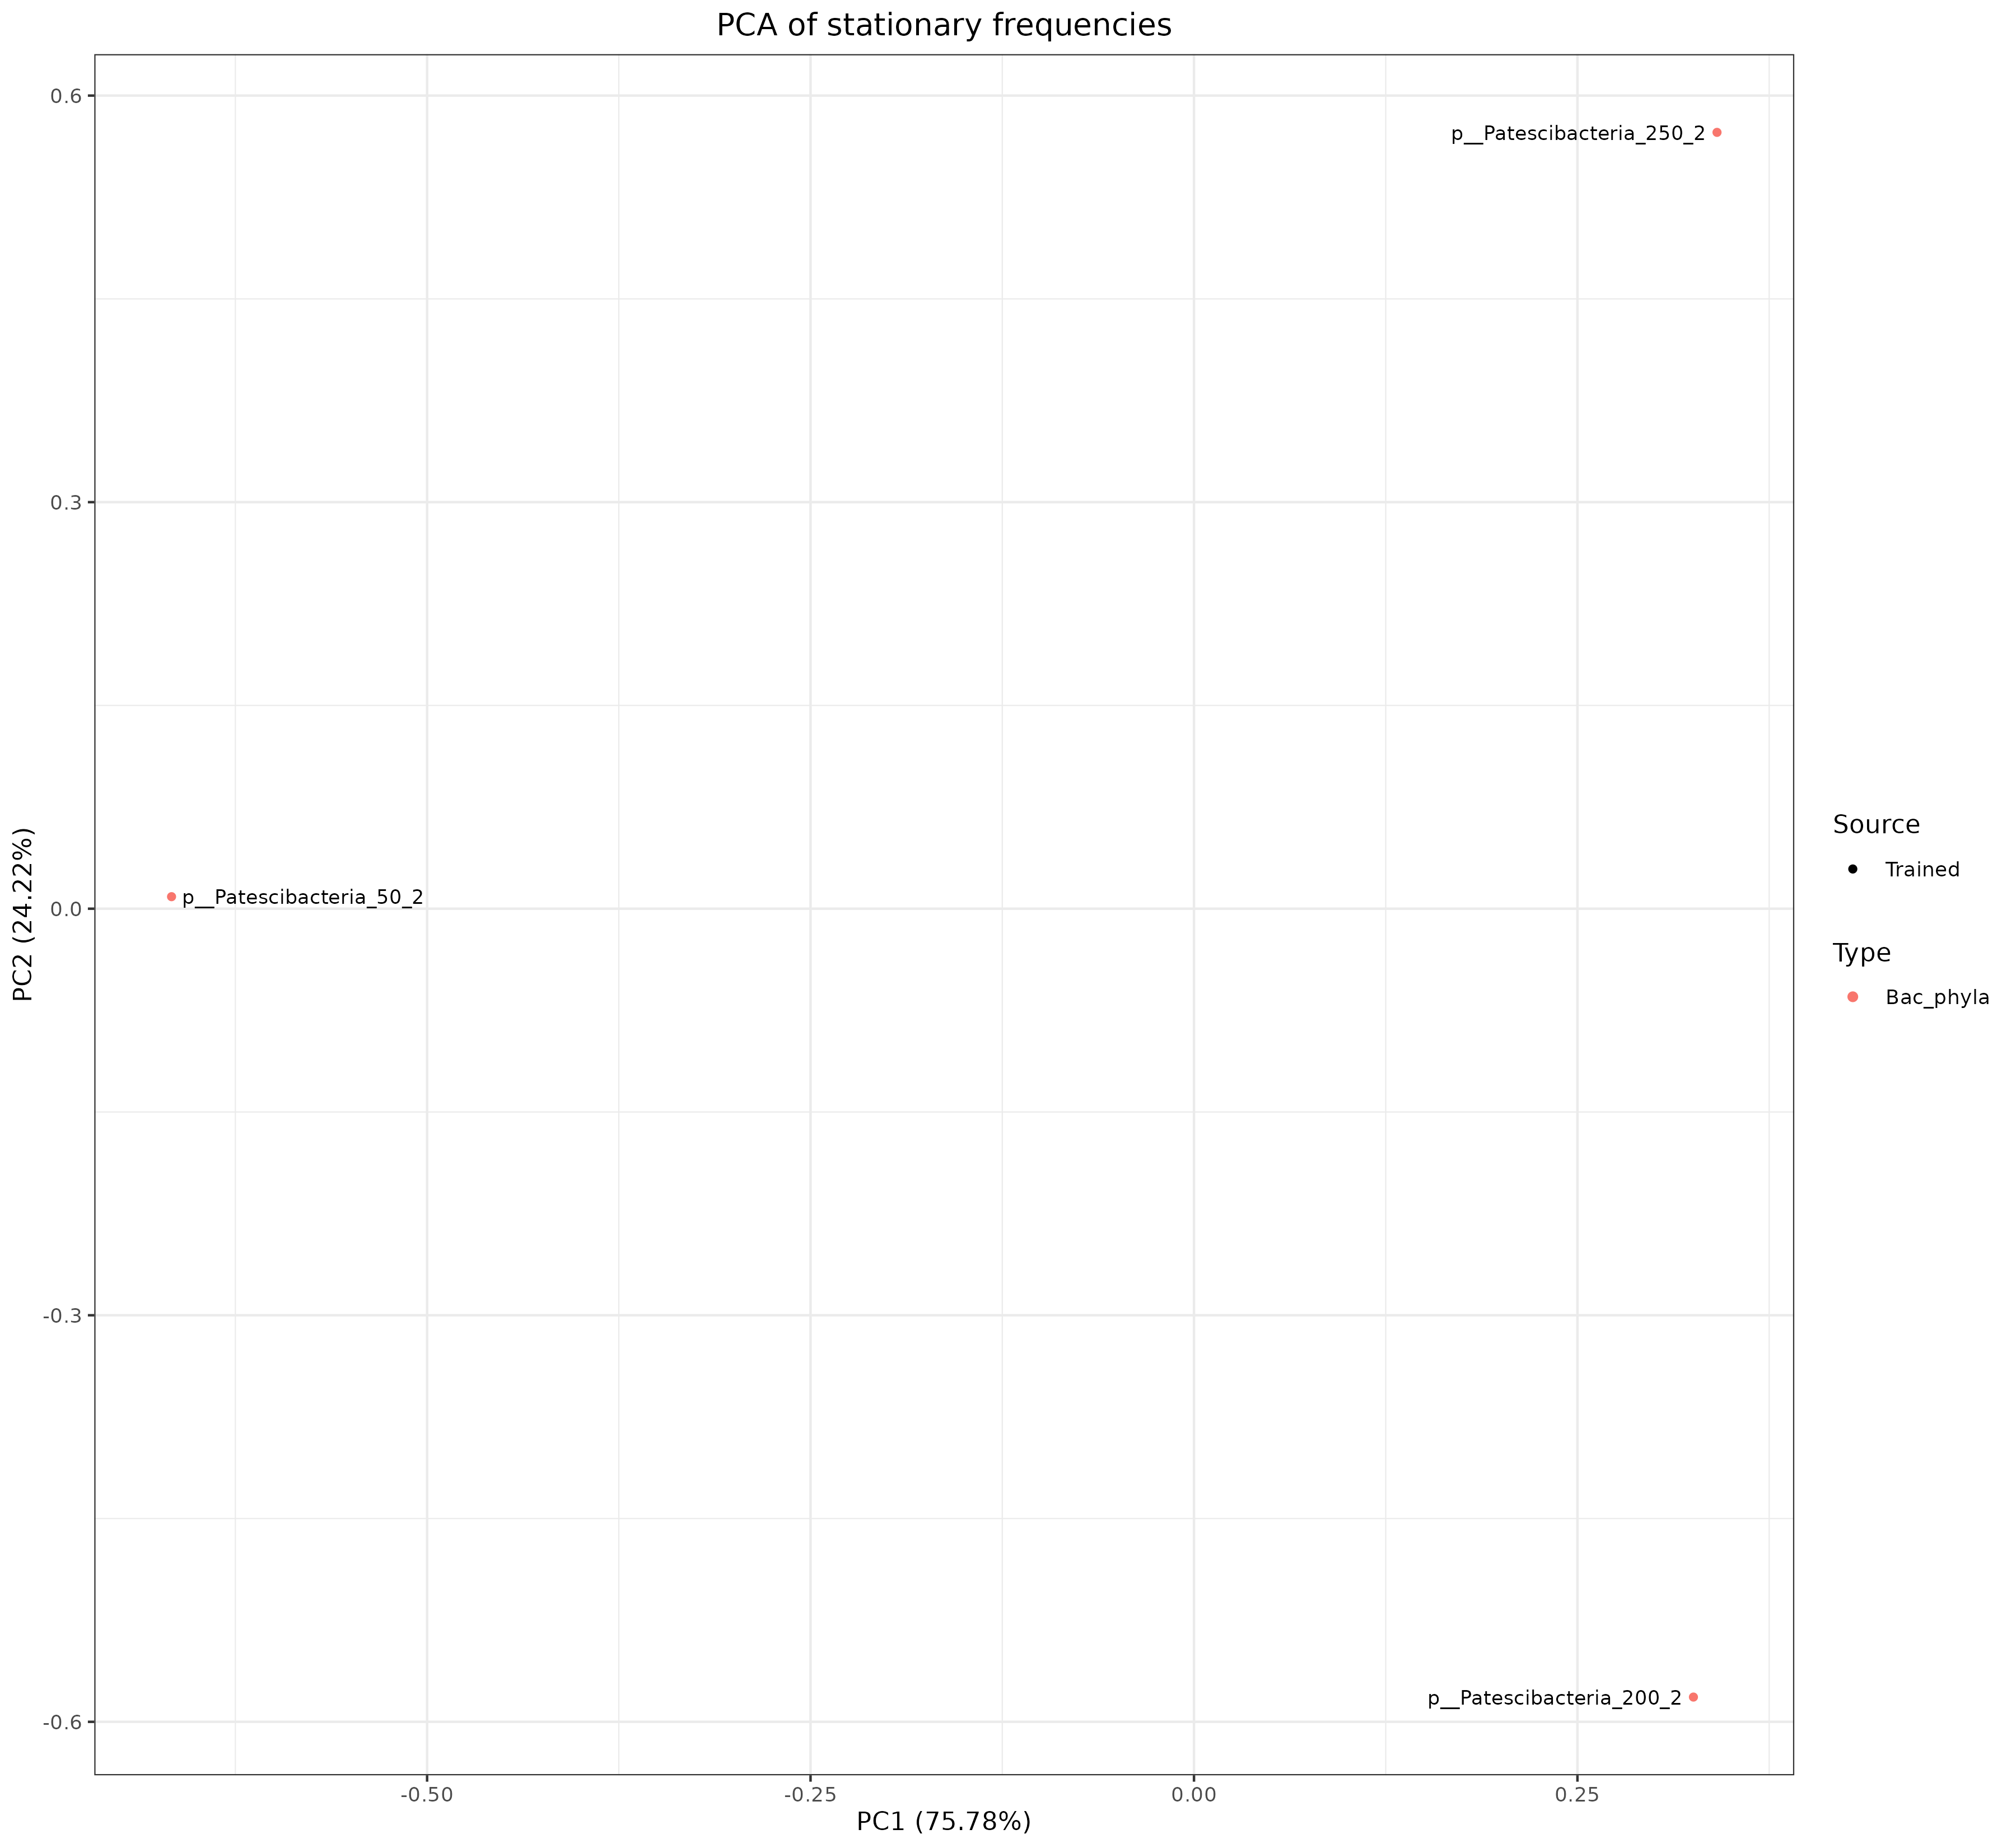 PCA of stationary frequencies
0.6
0.3
0.0
-0.3
-0.6
PC2 (24.22%)
p__Patescibacteria_250_2
p__Patescibacteria_50_2
p__Patescibacteria_200_2
-0.50
-0.25
0.00
0.25
PC1 (75.78%)
Source
Trained
Type
Bac_phyla